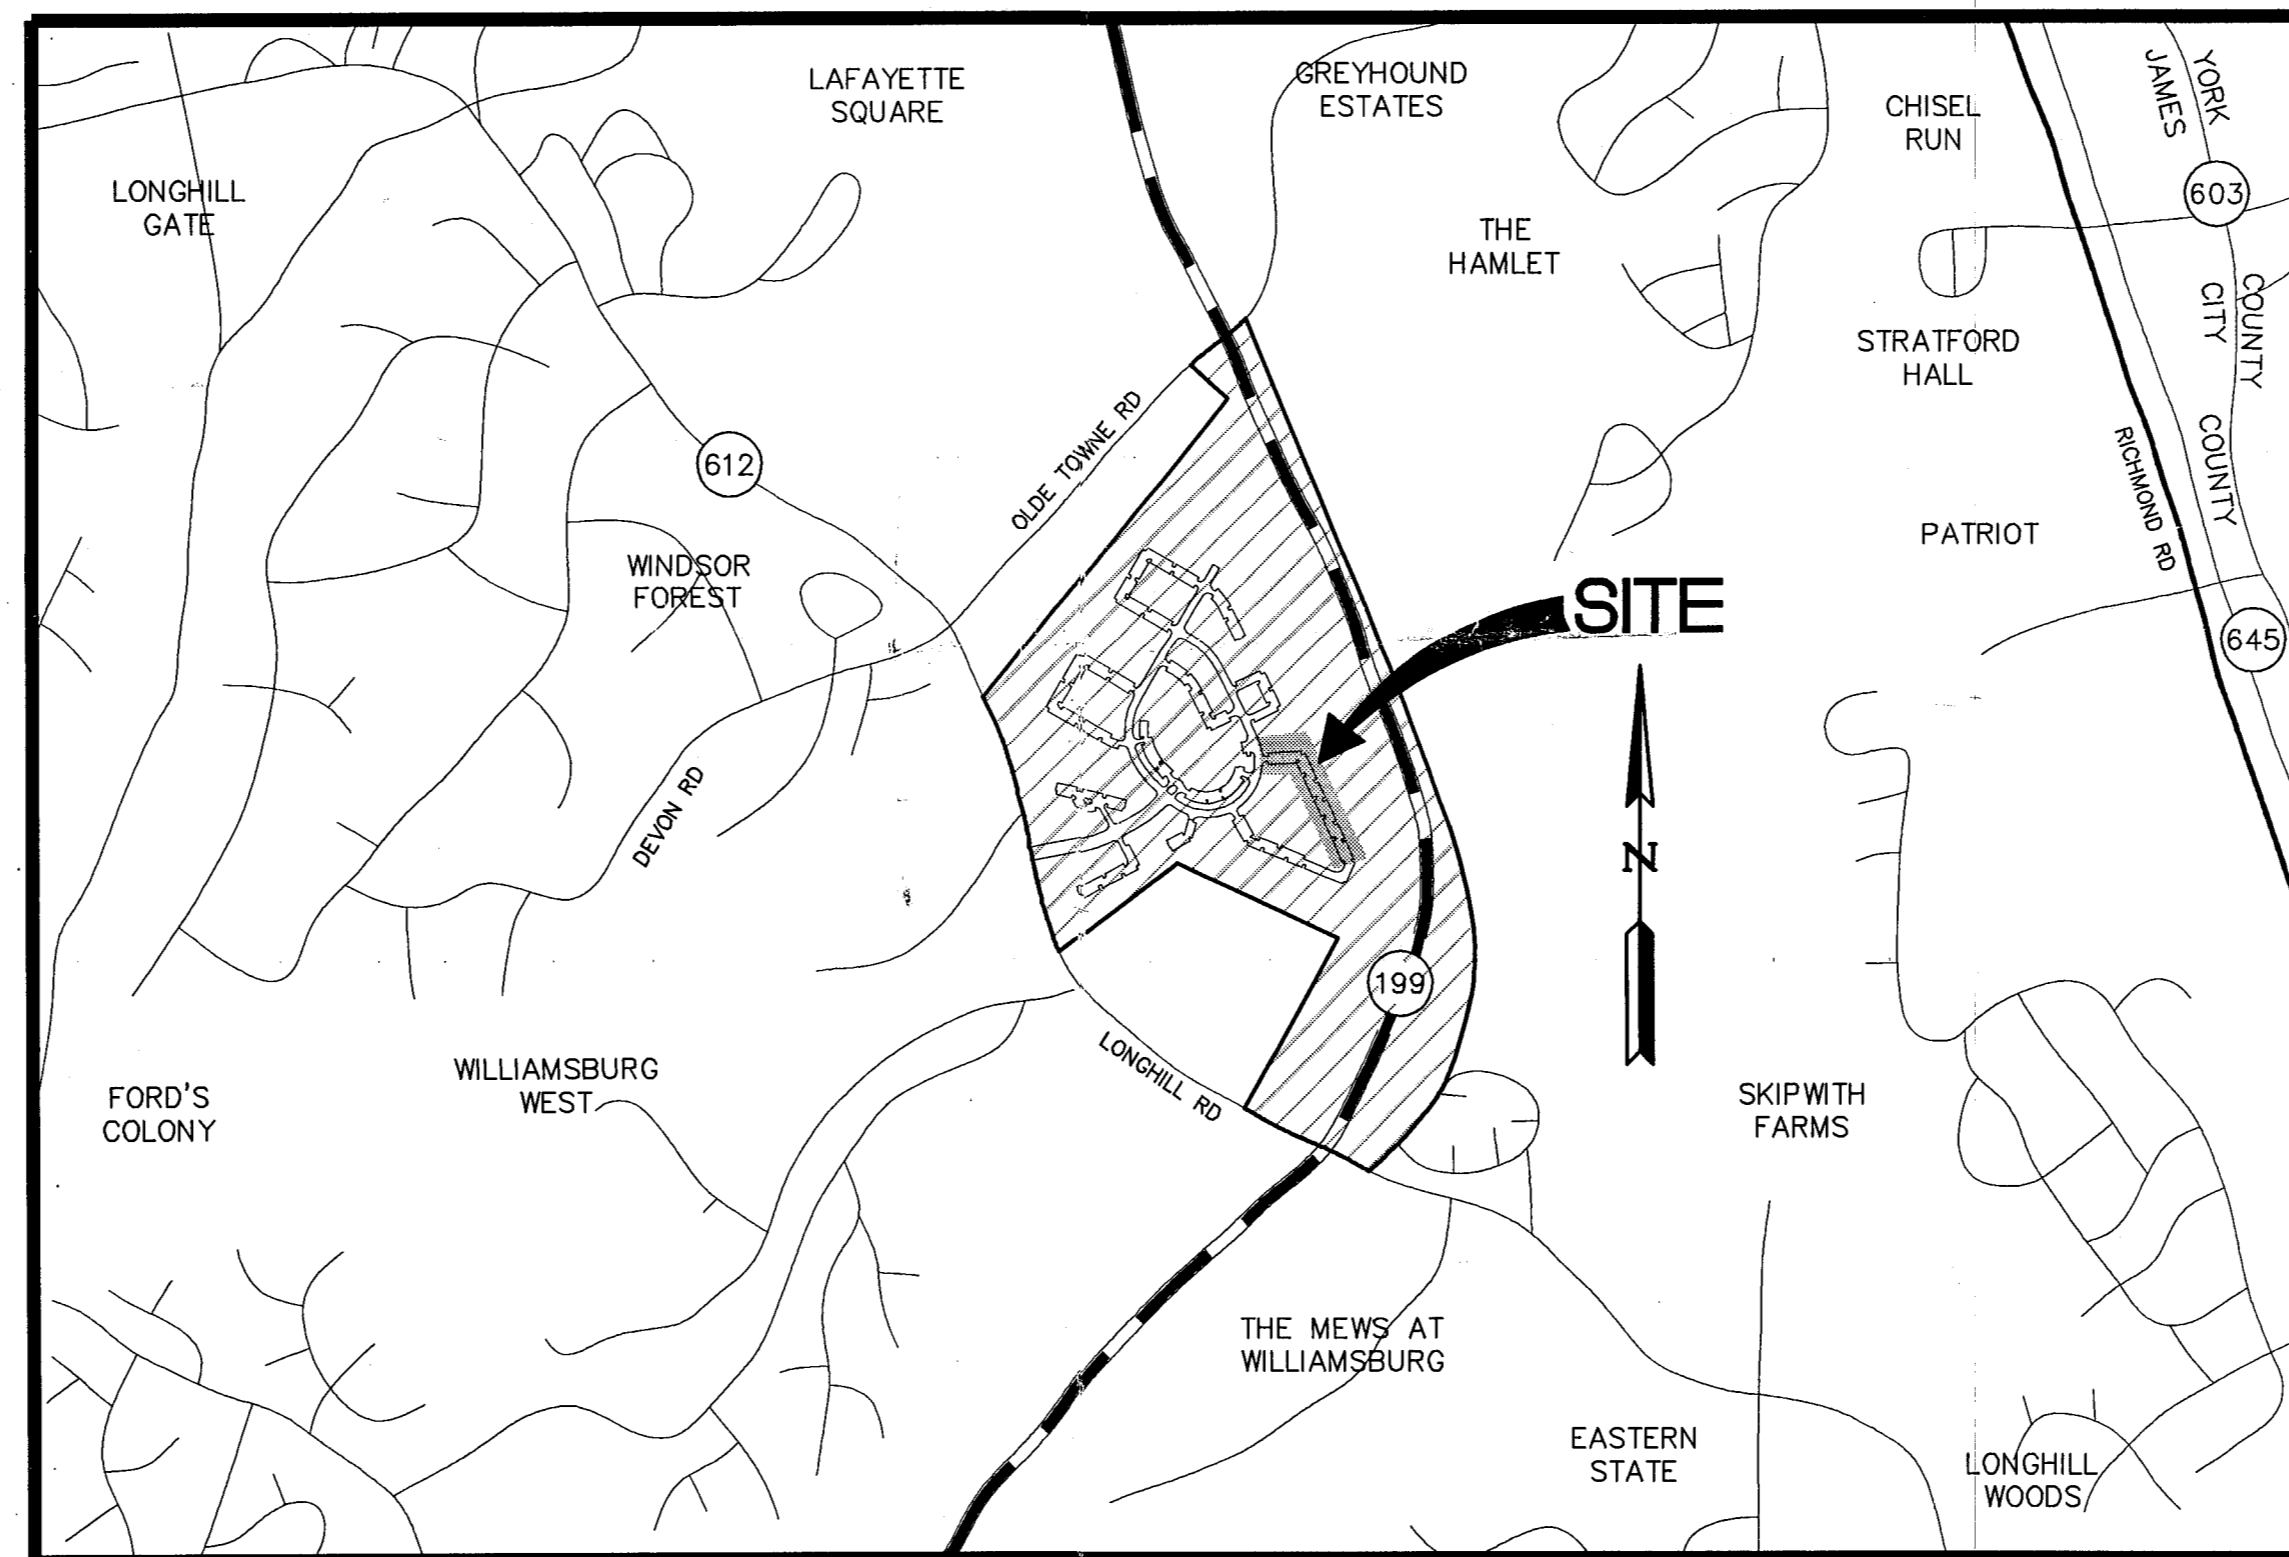 LAFAYETTE
SQUARE
GREYHOUND
ESTATES
CHISEL
RUN
YORK
JAMES
603
LONGHILL
GATE
THE
HAMLET
COUNTY
CITY
STRATFORD
HALL
OLDE TOWNE RD
COUNTY
RICHMOND RD
612
PATRIOT
WINDSOR
FOREST
SITE
645
DEVON RD
N
199
LONGHILL RD
WILLIAMSBURG
WEST
FORD'S
COLONY
SKIPWITH
FARMS
THE MEWS AT
WILLIAMSBURG
EASTERN
STATE
LONGHILL
WOODS